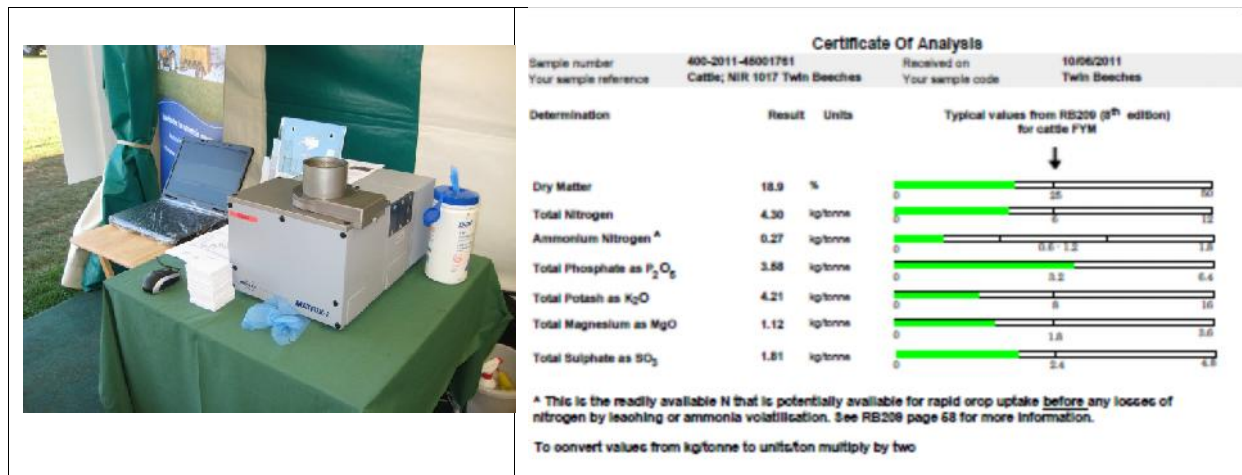 MATRIX-I
Certificate Of Analysis
Sample number 400-2011-46001761 Received on 10/06/2011
Your sample reference Cattle; NIR 1017 Twin Beeches Your sample code Twin Beeches
Determination Result Units Typical values from RB209 (8th edition)
for cattle FYM
Dry Matter 18.9 % 0 25 50
Total Nitrogen 4.30 kg/tonne 0 6 12
Ammonium Nitrogen A 0.27 kg/tonne 0 0.6 - 1.2 1.8
Total Phosphate as P2O5 3.58 kg/tonne 0 3.2 6.4
Total Potash as K2O 4.21 kg/tonne 0 8 16
Total Magnesium as MgO 1.12 kg/tonne 0 1.8 3.6
Total Sulphate as SO3 1.81 kg/tonne 0 2.4 4.8
A This is the readily available N that is potentially available for rapid crop uptake before any losses of
nitrogen by leaching or ammonia volatilisation. See RB209 page 68 for more information.
To convert values from kg/tonne to units/ton multiply by two